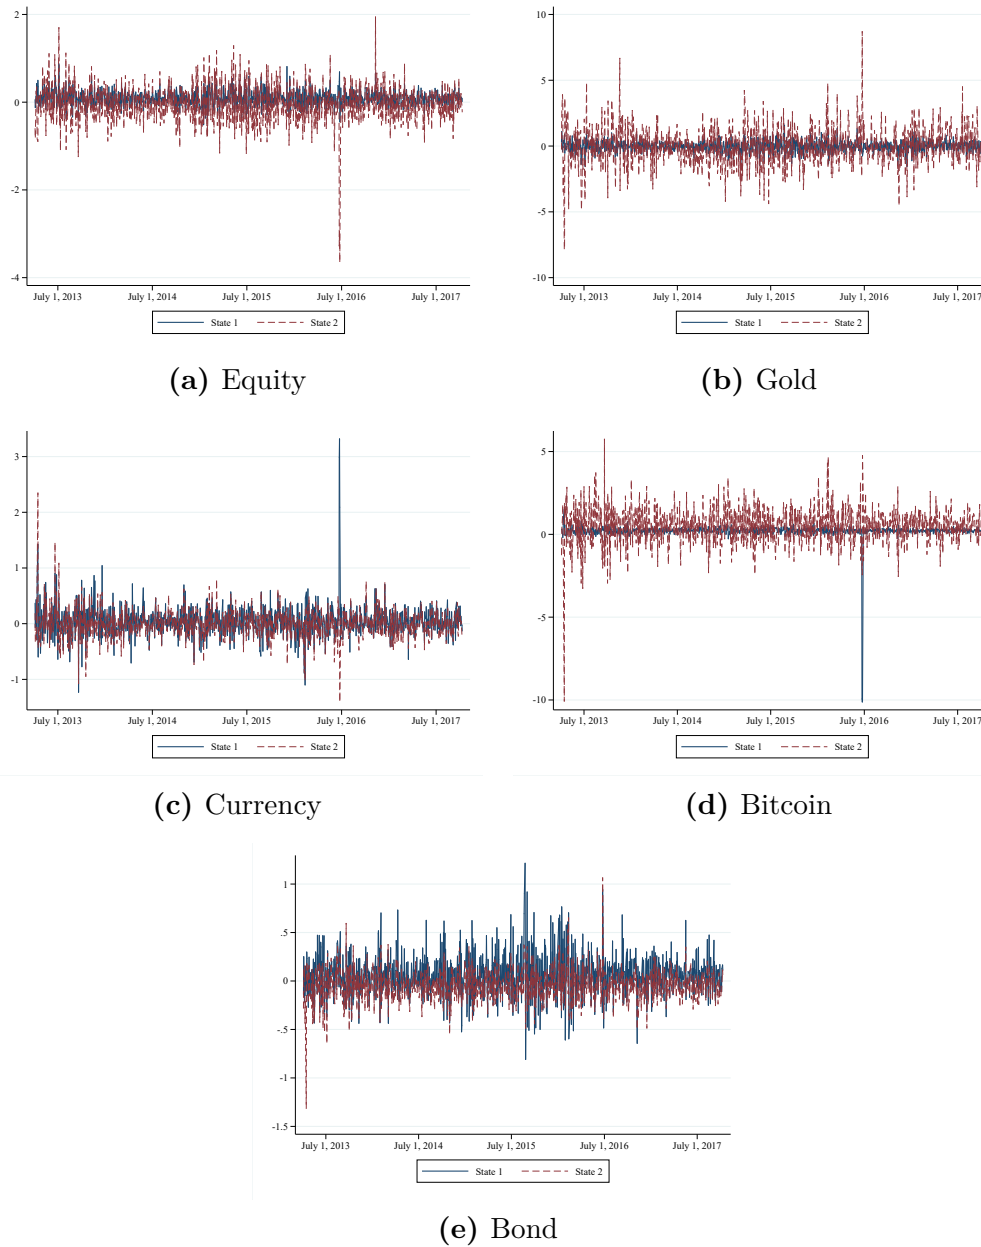 2
0
-2
-4
July 1, 2013 July 1, 2014 July 1, 2015 July 1, 2016 July 1, 2017
State 1 State 2
(a) Equity
10
5
0
-5
-10
July 1, 2013 July 1, 2014 July 1, 2015 July 1, 2016 July 1, 2017
State 1 State 2
(b) Gold
3
2
1
0
-1
July 1, 2013 July 1, 2014 July 1, 2015 July 1, 2016 July 1, 2017
State 1 State 2
(c) Currency
5
0
-5
-10
July 1, 2013 July 1, 2014 July 1, 2015 July 1, 2016 July 1, 2017
State 1 State 2
(d) Bitcoin
1
.5
0
-.5
-1
-1.5
July 1, 2013 July 1, 2014 July 1, 2015 July 1, 2016 July 1, 2017
State 1 State 2
(e) Bond